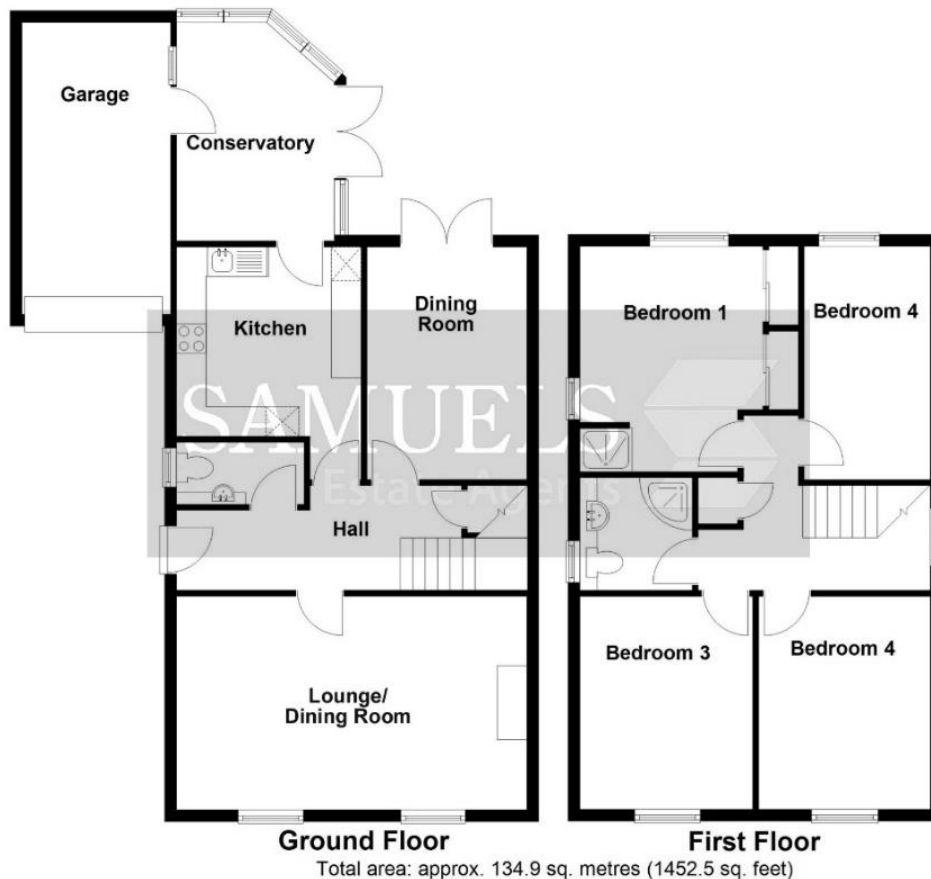 Garage
Conservatory
Kitchen
Dining
Room
Hall
Lounge/
Dining Room
Ground Floor
Bedroom 1
Bedroom 4
Bedroom 3
Bedroom 4
First Floor
SAMUELS
Estate Agents
Total area: approx. 134.9 sq. metres (1452.5 sq. feet)